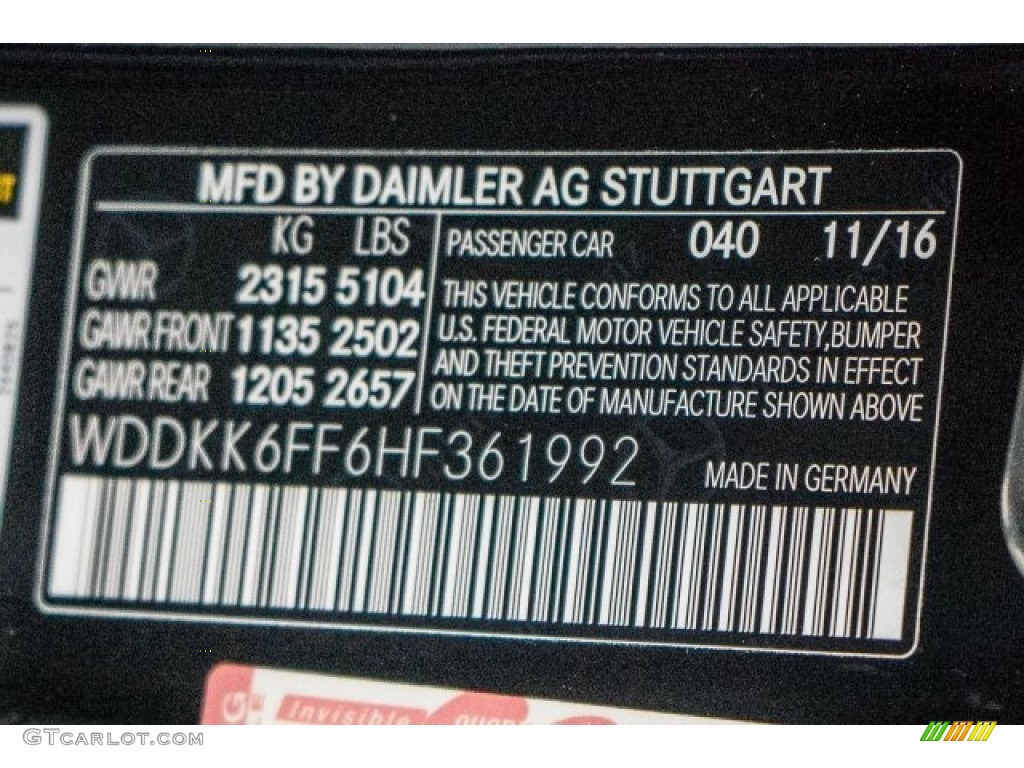 MFD BY DAIMLER AG STUTTGART
KG LBS
GVWR 2315 5104
GAWR FRONT 1135 2502
GAWR REAR 1205 2657
PASSENGER CAR 040 11/16
THIS VEHICLE CONFORMS TO ALL APPLICABLE
U.S. FEDERAL MOTOR VEHICLE SAFETY, BUMPER
AND THEFT PREVENTION STANDARDS IN EFFECT
ON THE DATE OF MANUFACTURE SHOWN ABOVE
WDDKK6FF6HF361992
MADE IN GERMANY
Invisible
GTCARLOT.COM